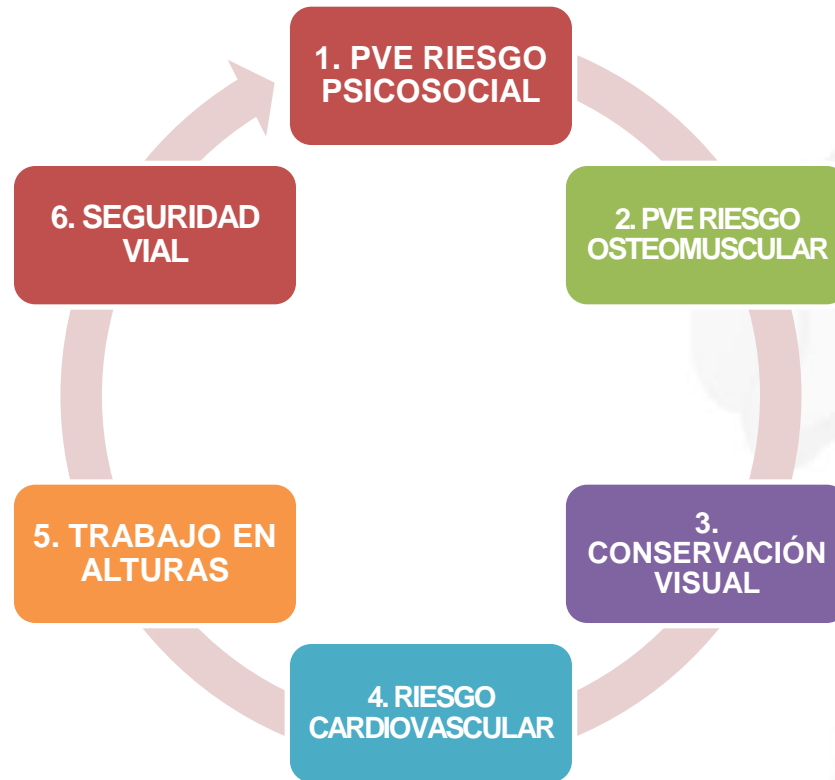 1. PVE RIESGO
PSICOSOCIAL
2. PVE RIESGO
OSTEOMUSCULAR
3.
CONSERVACIÓN
VISUAL
4. RIESGO
CARDIOVASCULAR
5. TRABAJO EN
ALTURAS
6. SEGURIDAD
VIAL